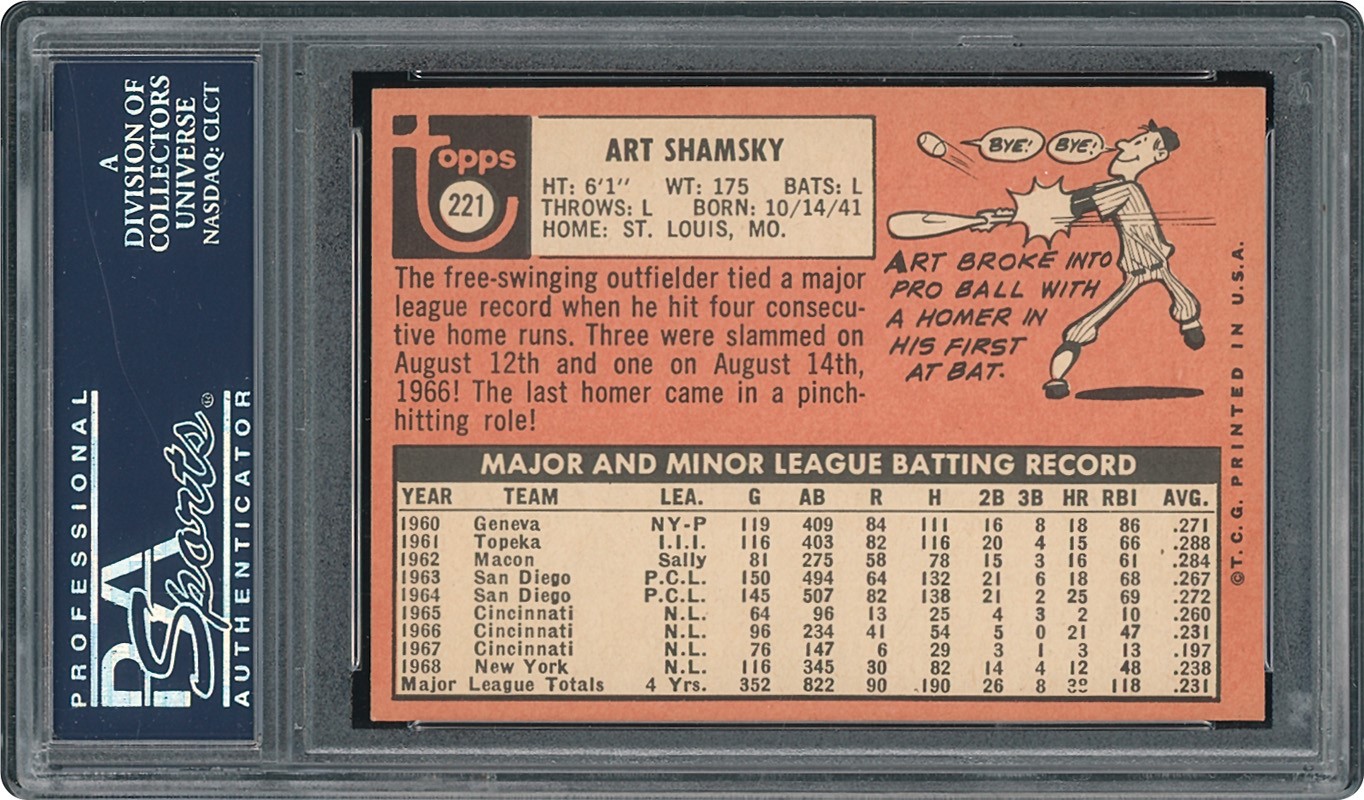 A
DIVISION OF
COLLECTORS
UNIVERSE
NASDAQ: CLCT
PROFESSIONAL
PSA
Sports
AUTHENTICATOR
Topps
221
ART SHAMSKY
HT: 6'1" WT: 175 BATS: L
THROWS: L BORN: 10/14/41
HOME: ST. LOUIS, MO.
BYE! BYE!
The free-swinging outfielder tied a major
league record when he hit four consecu-
tive home runs. Three were slammed on
August 12th and one on August 14th,
1966! The last homer came in a pinch-
hitting role!
ART BROKE INTO
PRO BALL WITH
A HOMER IN
HIS FIRST
AT BAT.
MAJOR AND MINOR LEAGUE BATTING RECORD
YEAR TEAM LEA. G AB R H 2B 3B HR RBI AVG.
1960 Geneva NY-P 119 409 84 111 16 8 18 86 .271
1961 Topeka I.I.I. 116 403 82 116 20 4 15 66 .288
1962 Macon Sally 81 275 58 78 15 3 16 61 .284
1963 San Diego P.C.L. 150 494 64 132 21 6 18 68 .267
1964 San Diego P.C.L. 145 507 82 138 21 2 25 69 .272
1965 Cincinnati N.L. 64 96 13 25 4 3 2 10 .260
1966 Cincinnati N.L. 96 234 41 54 5 0 21 47 .231
1967 Cincinnati N.L. 76 147 6 29 3 1 3 13 .197
1968 New York N.L. 116 345 30 82 14 4 12 48 .238
Major League Totals 4 Yrs. 352 822 90 190 26 8 118 .231
©T.C.G. PRINTED IN U.S.A.